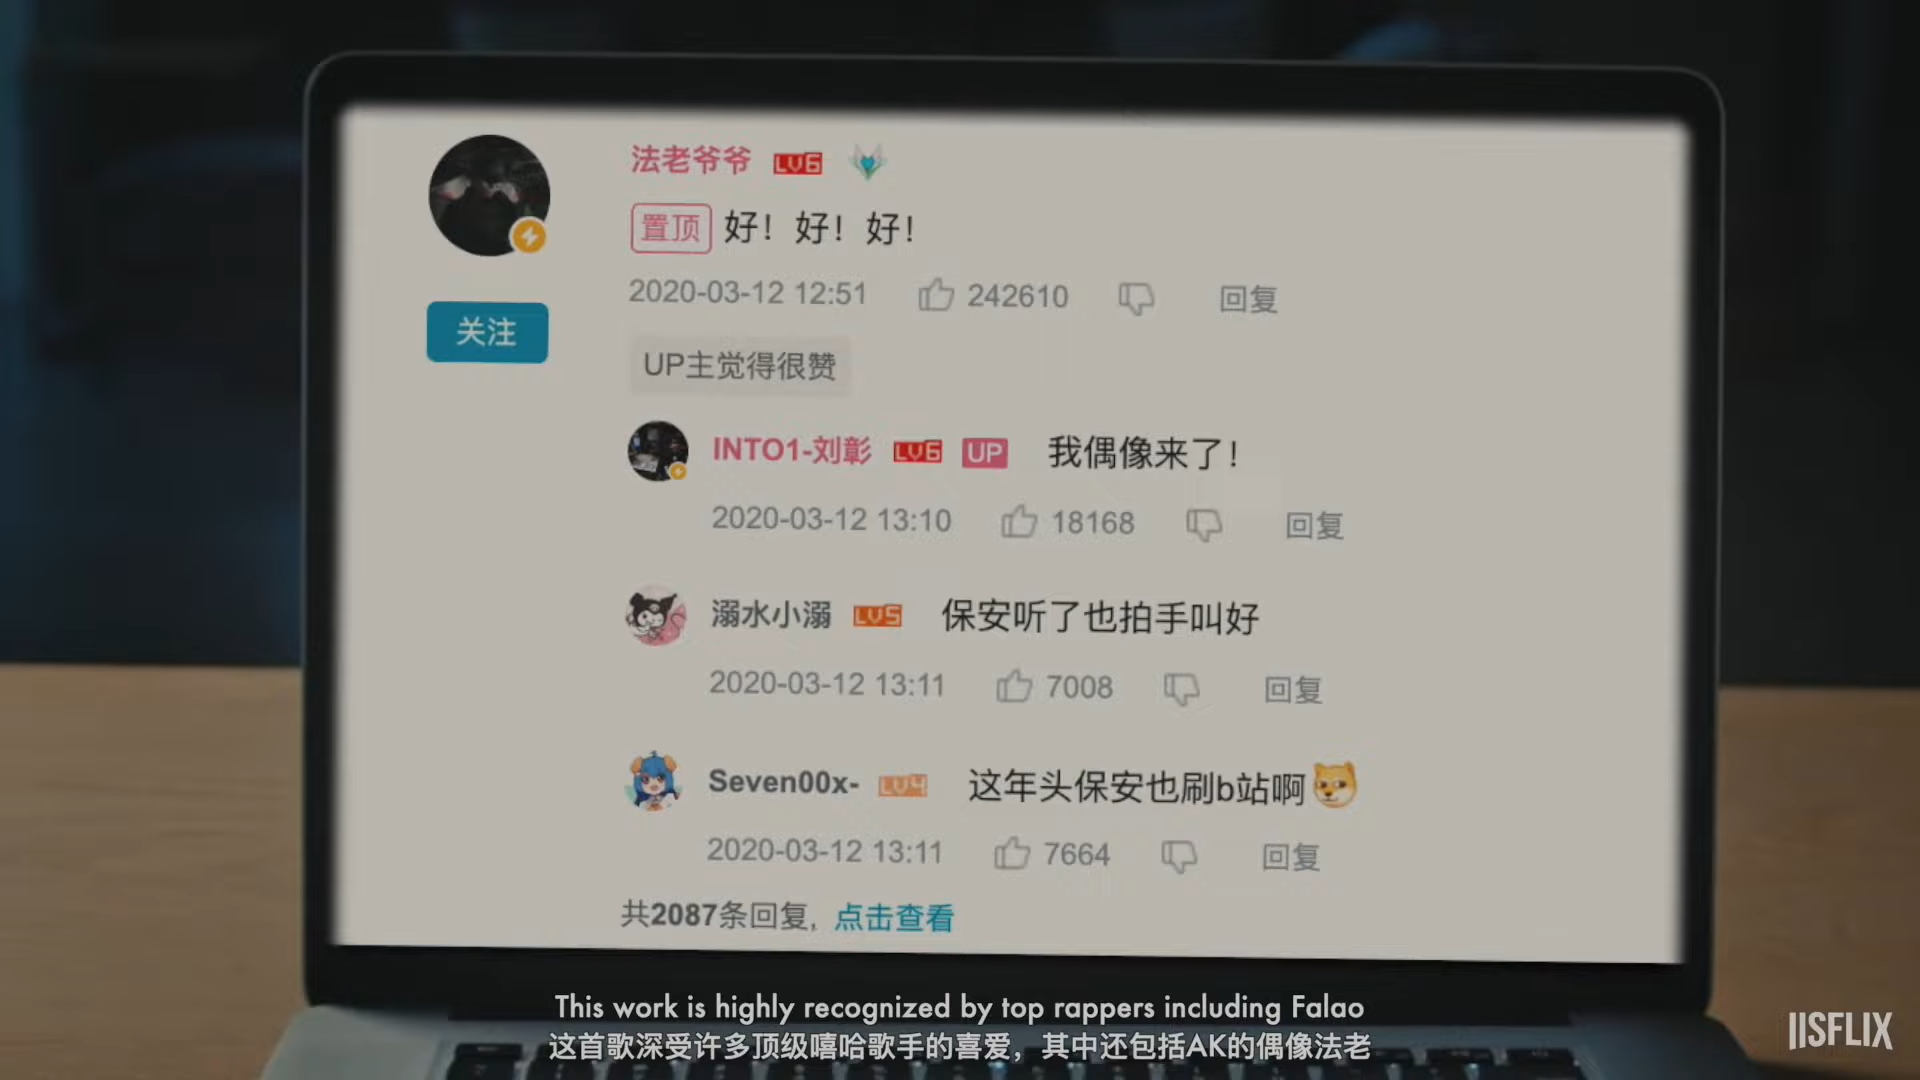 法老爷爷 LV6
置顶 好！好！好！
2020-03-12 12:51 242610 回复
关注
UP主觉得很赞
INTO1-刘彰 LV6 UP 我偶像来了！
2020-03-12 13:10 18168 回复
溺水小溺 LV5 保安听了也拍手叫好
2020-03-12 13:11 7008 回复
Seven00x- LV4 这年头保安也刷b站啊
2020-03-12 13:11 7664 回复
共2087条回复，点击查看
This work is highly recognized by top rappers including Falao
这首歌深受许多顶级嘻哈歌手的喜爱，其中还包括AK的偶像法老
IISFLIX